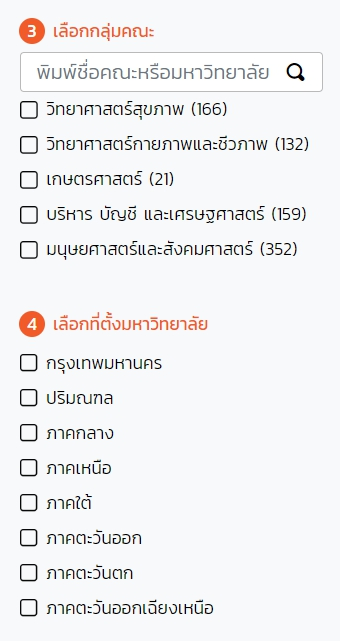 3 เลือกกลุ่มคณะ
พิมพ์ชื่อคณะหรือมหาวิทยาลัย
วิทยาศาสตร์สุขภาพ (166)
วิทยาศาสตร์กายภาพและชีวภาพ (132)
เกษตรศาสตร์ (21)
บริหาร บัญชี และเศรษฐศาสตร์ (159)
มนุษยศาสตร์และสังคมศาสตร์ (352)
4 เลือกที่ตั้งมหาวิทยาลัย
กรุงเทพมหานคร
ปริมณฑล
ภาคกลาง
ภาคเหนือ
ภาคใต้
ภาคตะวันออก
ภาคตะวันตก
ภาคตะวันออกเฉียงเหนือ